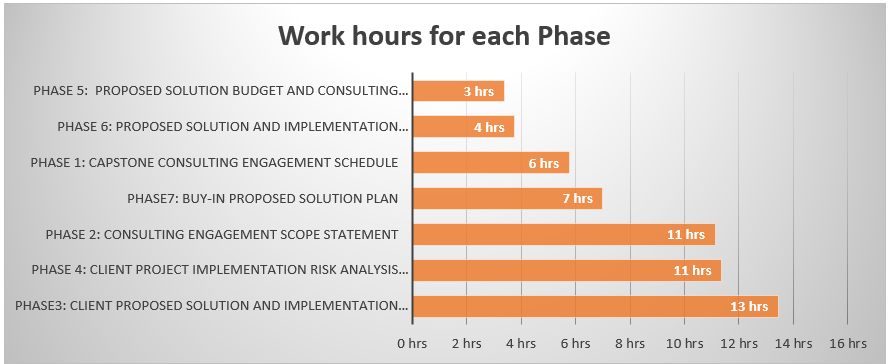 Work hours for each Phase
PHASE 5:  PROPOSED SOLUTION BUDGET AND CONSULTING...
3 hrs
PHASE 6: PROPOSED SOLUTION AND IMPLEMENTATION...
4 hrs
PHASE 1: CAPSTONE CONSULTING ENGAGEMENT SCHEDULE
6 hrs
PHASE7: BUY-IN PROPOSED SOLUTION PLAN
7 hrs
PHASE 2: CONSULTING ENGAGEMENT SCOPE STATEMENT
11 hrs
PHASE 4: CLIENT PROJECT IMPLEMENTATION RISK ANALYSIS...
11 hrs
PHASE3: CLIENT PROPOSED SOLUTION AND IMPLEMENTATION...
13 hrs
0 hrs 2 hrs 4 hrs 6 hrs 8 hrs 10 hrs 12 hrs 14 hrs 16 hrs